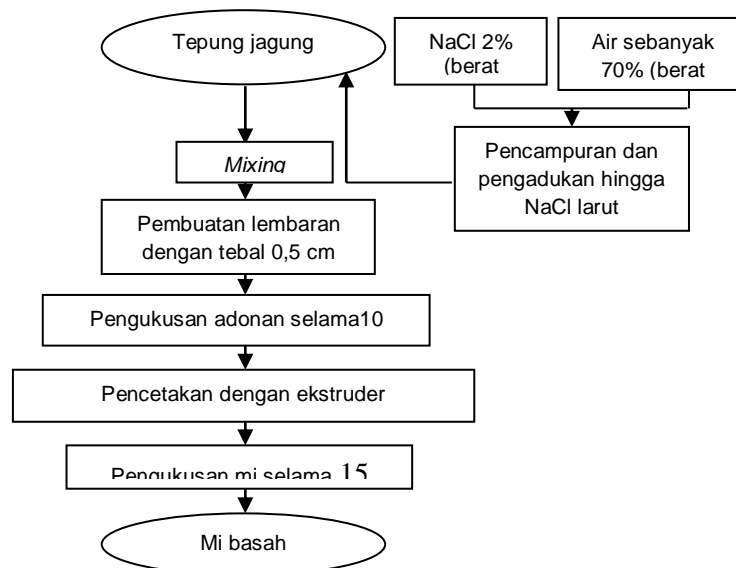 Tepung jagung
NaCl 2%
(berat
Air sebanyak
70% (berat
Mixing
Pencampuran dan
pengadukan hingga
NaCl larut
Pembuatan lembaran
dengan tebal 0,5 cm
Pengukusan adonan selama10
Pencetakan dengan ekstruder
Pengukusan mi selama 15
Mi basah